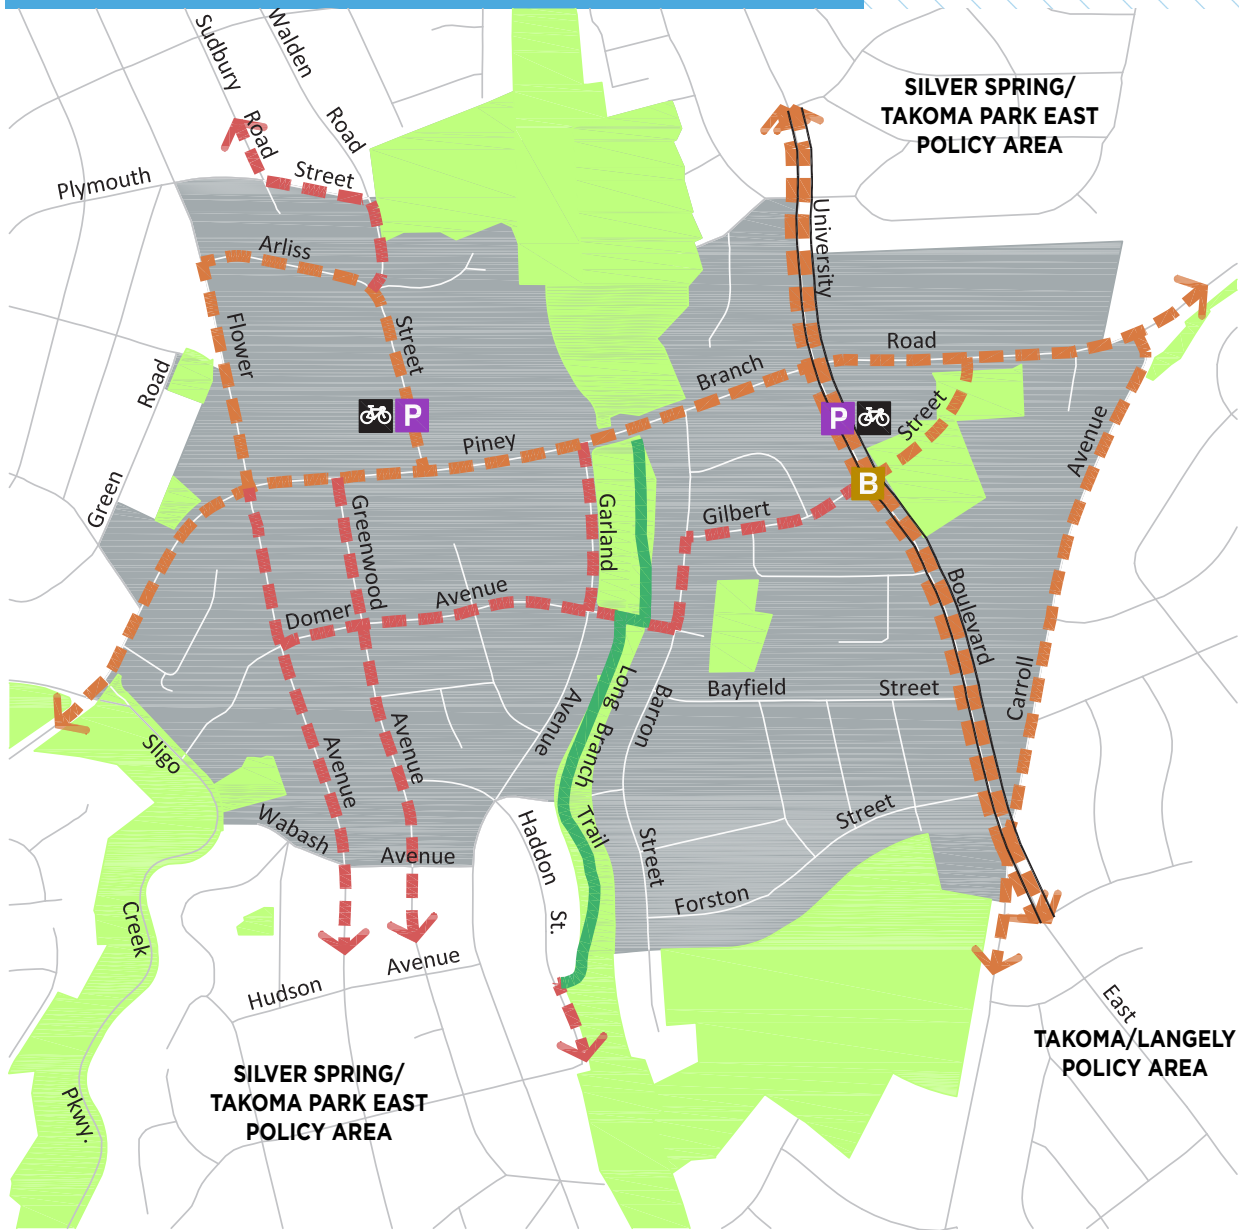 Sudbury
Road
Walden
Road
SILVER SPRING/
TAKOMA PARK EAST
POLICY AREA
Plymouth
Street
Arliss
Street
University
Boulevard
Flower
Avenue
Road
Green
Piney
Branch
Road
P
P
Street
B
Gilbert
Avenue
Carroll
Garland
Avenue
Greenwood
Avenue
Domer
Avenue
Long
Branch
Trail
Barron
Street
Bayfield
Street
Sligo
Creek
Pkwy.
Wabash
Avenue
Haddon
St.
Street
Forston
Hudson
Avenue
East
TAKOMA/LANGELY
POLICY AREA
SILVER SPRING/
TAKOMA PARK EAST
POLICY AREA